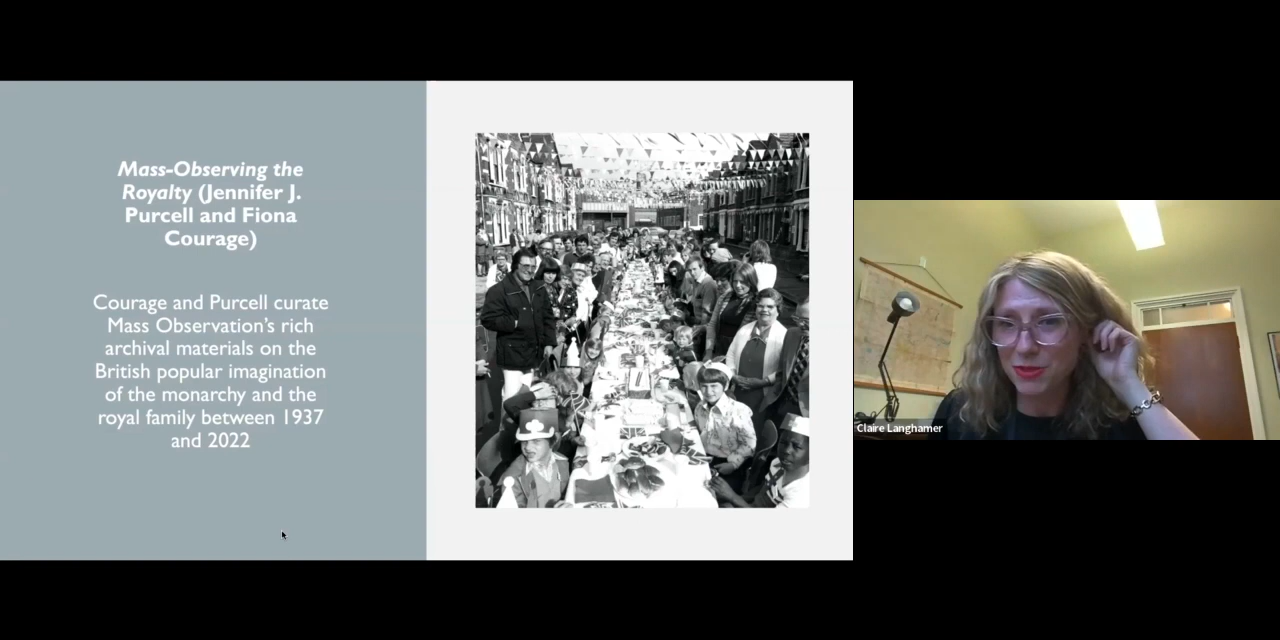 Mass-Observing the
Royalty (Jennifer J.
Purcell and Fiona
Courage)
Courage and Purcell curate
Mass Observation’s rich
archival materials on the
British popular imagination
of the monarchy and the
royal family between 1937
and 2022
Claire Langhamer